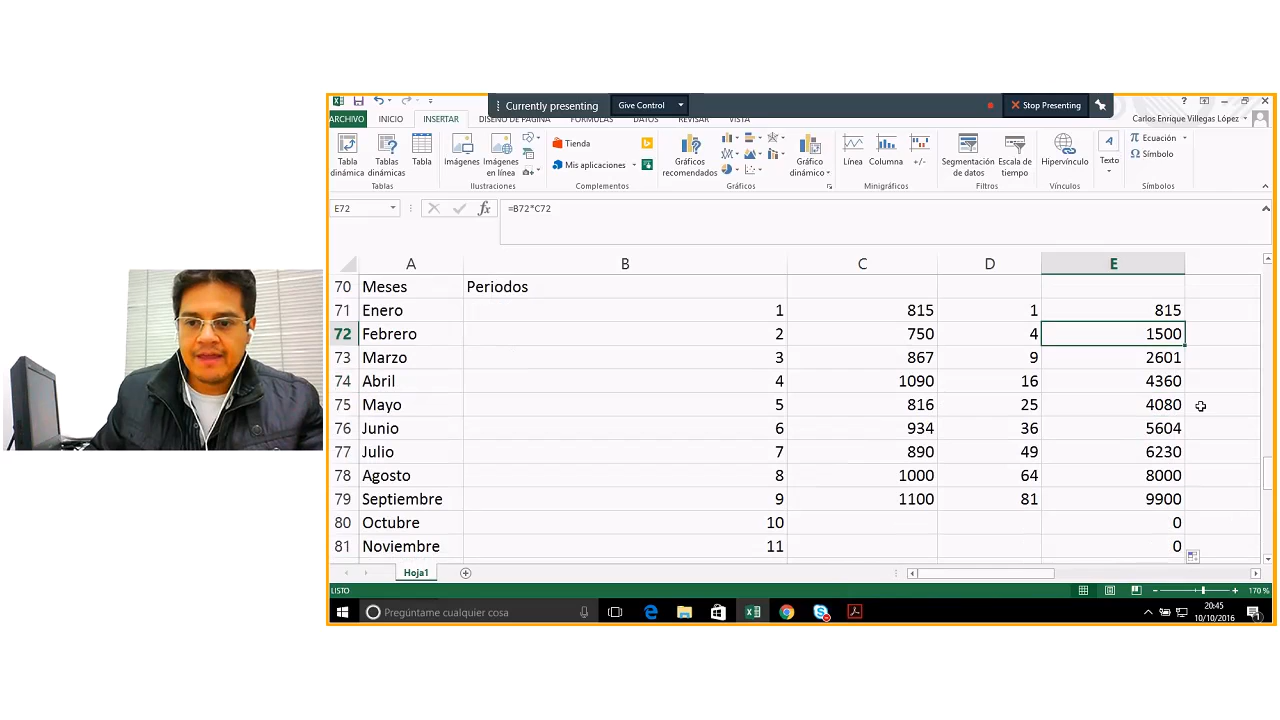 Currently presenting Give Control Stop Presenting
Carlos Enrique Villegas López
ARCHIVO INICIO INSERTAR DISEÑO DE PÁGINA FÓRMULAS DATOS REVISAR VISTA
Tabla dinámica
Tablas dinámicas
Tabla
Tablas
Imágenes
Imágenes en línea
Ilustraciones
Tienda
Mis aplicaciones
Complementos
Gráficos recomendados
Gráfico dinámico
Gráficos
Línea Columna +/-
Minigráficos
Segmentación de datos
Escala de tiempo
Filtros
Hipervínculo
Vínculos
Texto
Ecuación
Símbolo
Símbolos
E72 fx =B72*C72
A B C D E
70 Meses Periodos
71 Enero 1 815 1 815
72 Febrero 2 750 4 1500
73 Marzo 3 867 9 2601
74 Abril 4 1090 16 4360
75 Mayo 5 816 25 4080
76 Junio 6 934 36 5604
77 Julio 7 890 49 6230
78 Agosto 8 1000 64 8000
79 Septiembre 9 1100 81 9900
80 Octubre 10 0
81 Noviembre 11 0
Hoja1
LISTO 170 %
Pregúntame cualquier cosa
20:45
10/10/2016